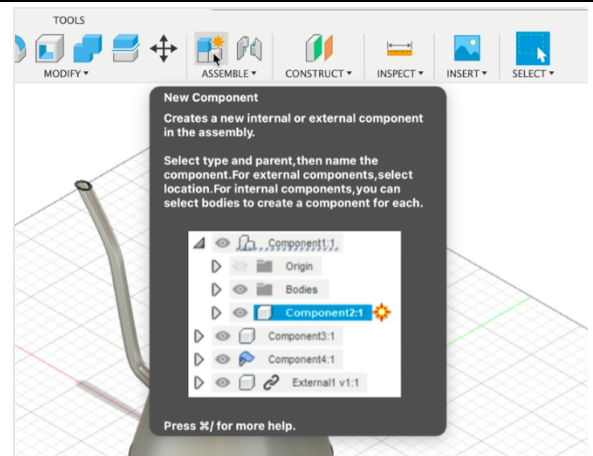 TOOLS
MODIFY▾
ASSEMBLE▾
CONSTRUCT▾
INSPECT▾
INSERT▾
SELECT▾
New Component
Creates a new internal or external component
in the assembly.
Select type and parent,then name the
component.For external components,select
location.For internal components,you can
select bodies to create a component for each.
Component1:1
Origin
Bodies
Component2:1
Component3:1
Component4:1
External1 v1:1
Press ⌘/ for more help.